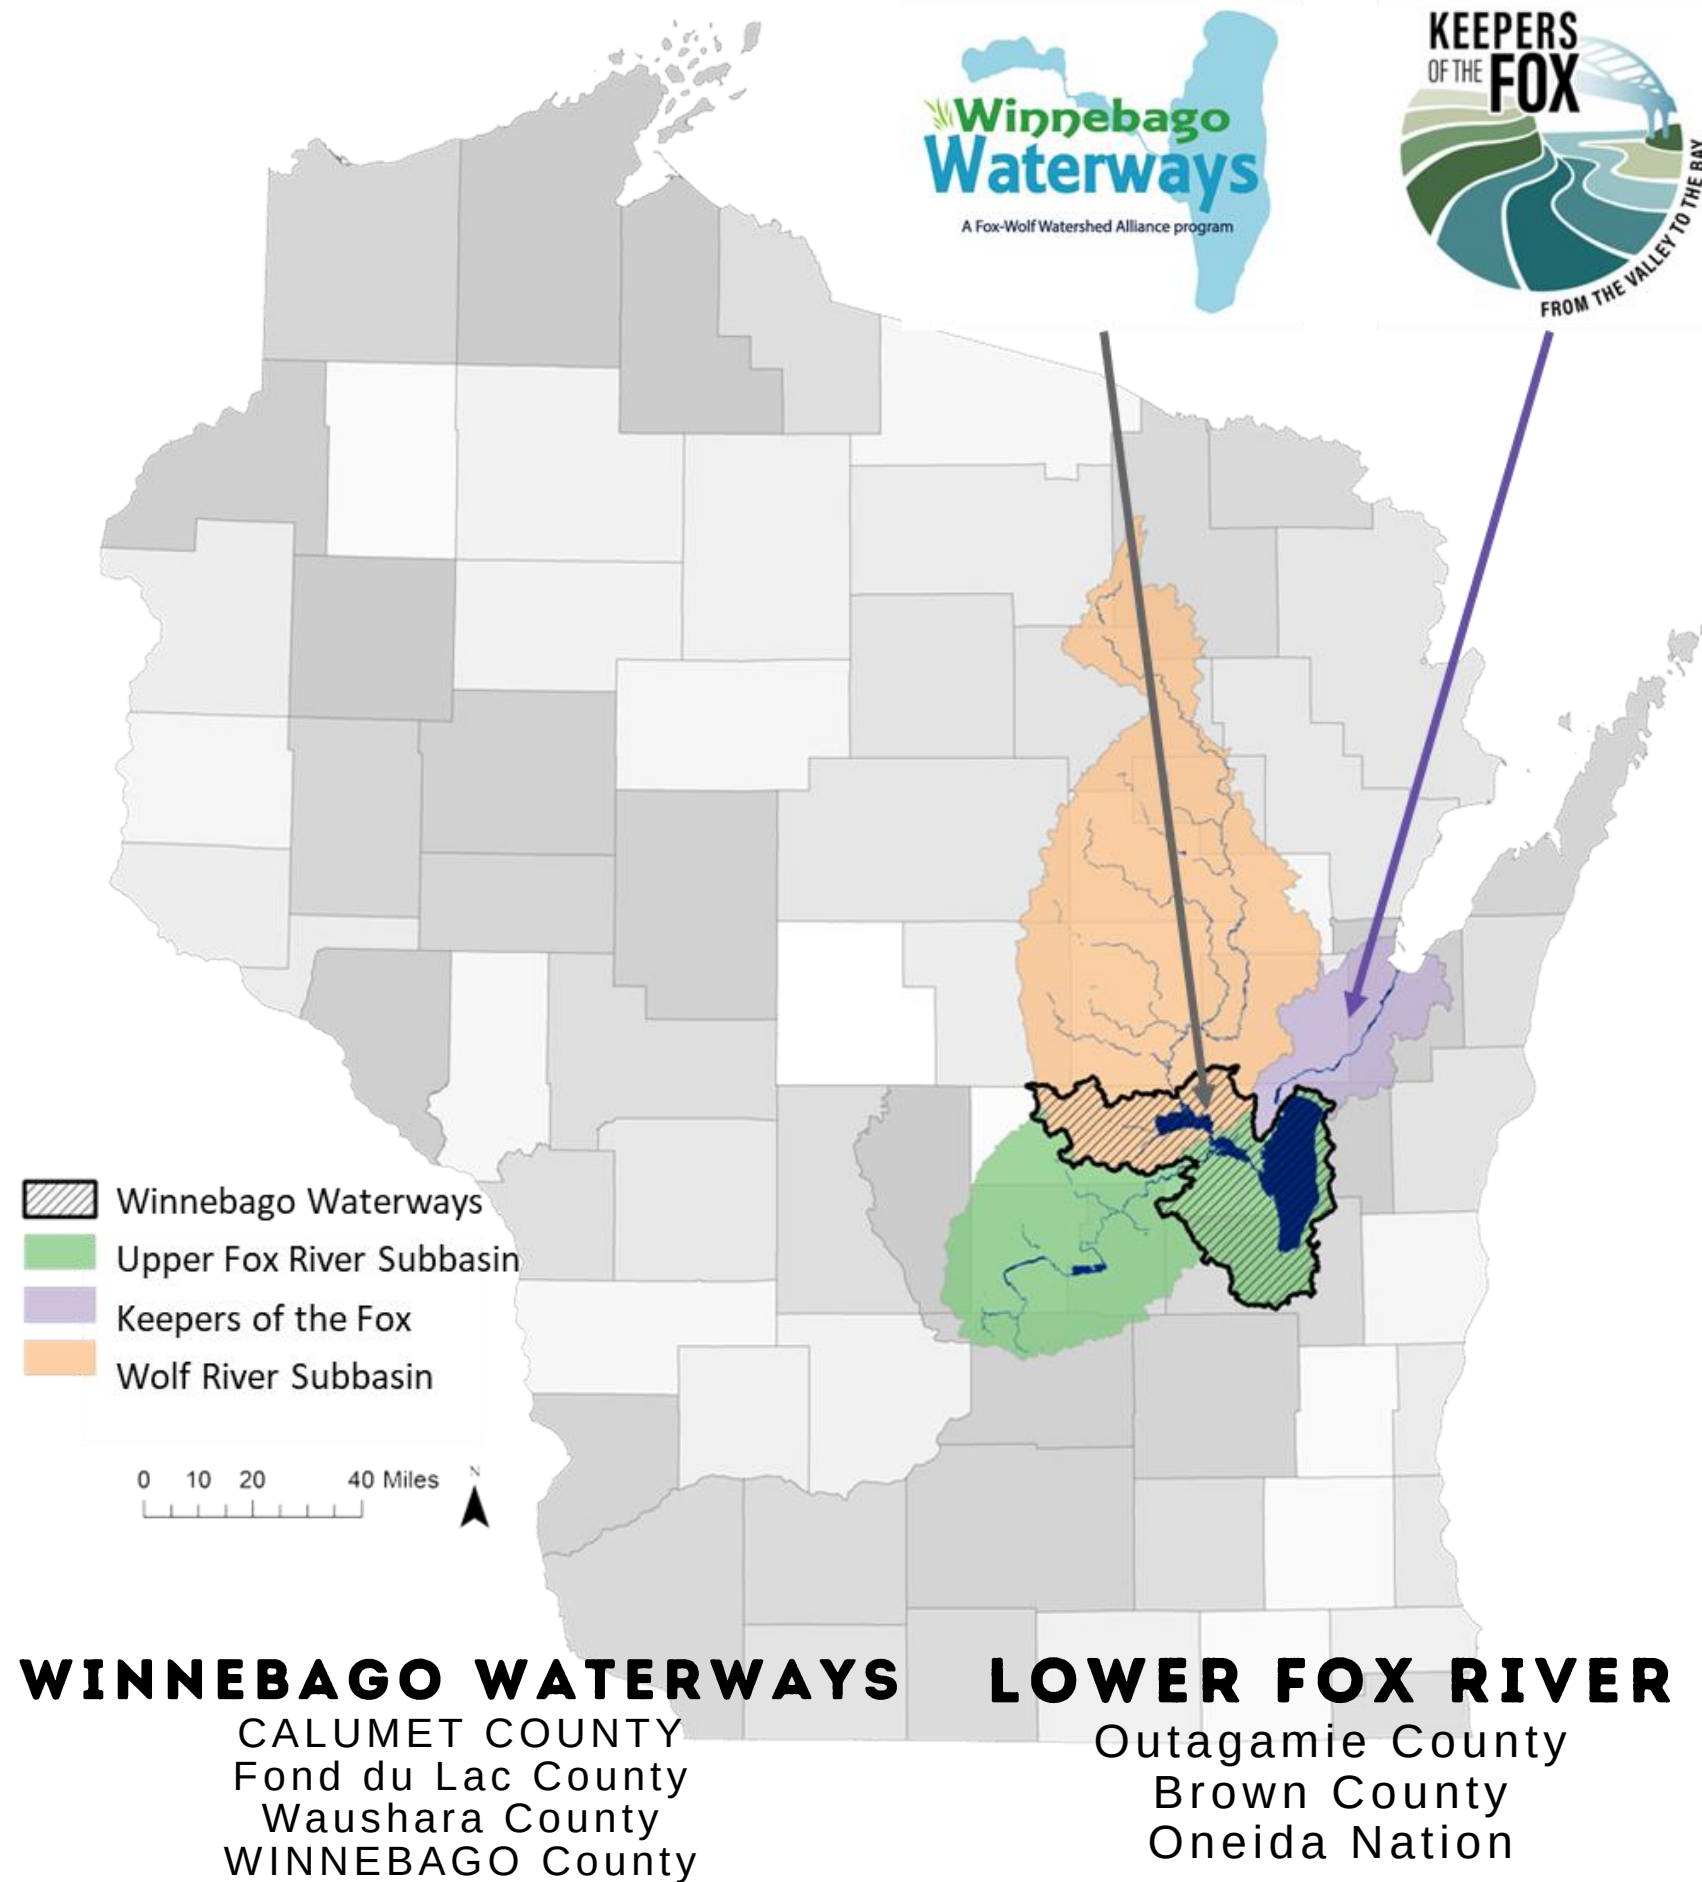 Winnebago
Waterways
A Fox-Wolf Watershed Alliance program
KEEPERS
OF THE FOX
FROM THE VALLEY TO THE BAY
Winnebago Waterways
Upper Fox River Subbasin
Keepers of the Fox
Wolf River Subbasin
0 10 20 40 Miles
N
WINNEBAGO WATERWAYS
CALUMET COUNTY
Fond du Lac County
Waushara County
WINNEBAGO County
LOWER FOX RIVER
Outagamie County
Brown County
Oneida Nation